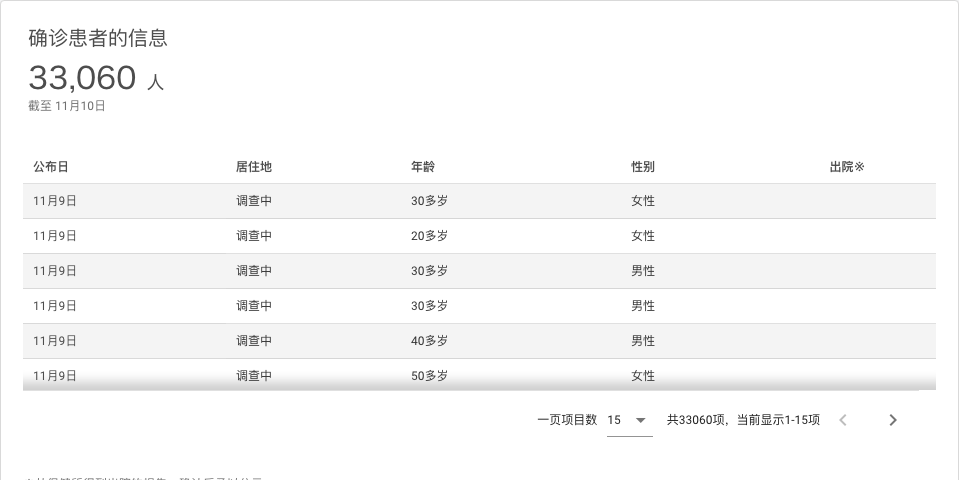 确诊患者的信息
33,060 人
截至 11月10日
公布日 居住地 年龄 性别 出院※
11月9日 调查中 30多岁 女性
11月9日 调查中 20多岁 女性
11月9日 调查中 30多岁 男性
11月9日 调查中 30多岁 男性
11月9日 调查中 40多岁 男性
11月9日 调查中 50多岁 女性
一页项目数 15 共33060项，当前显示1-15项